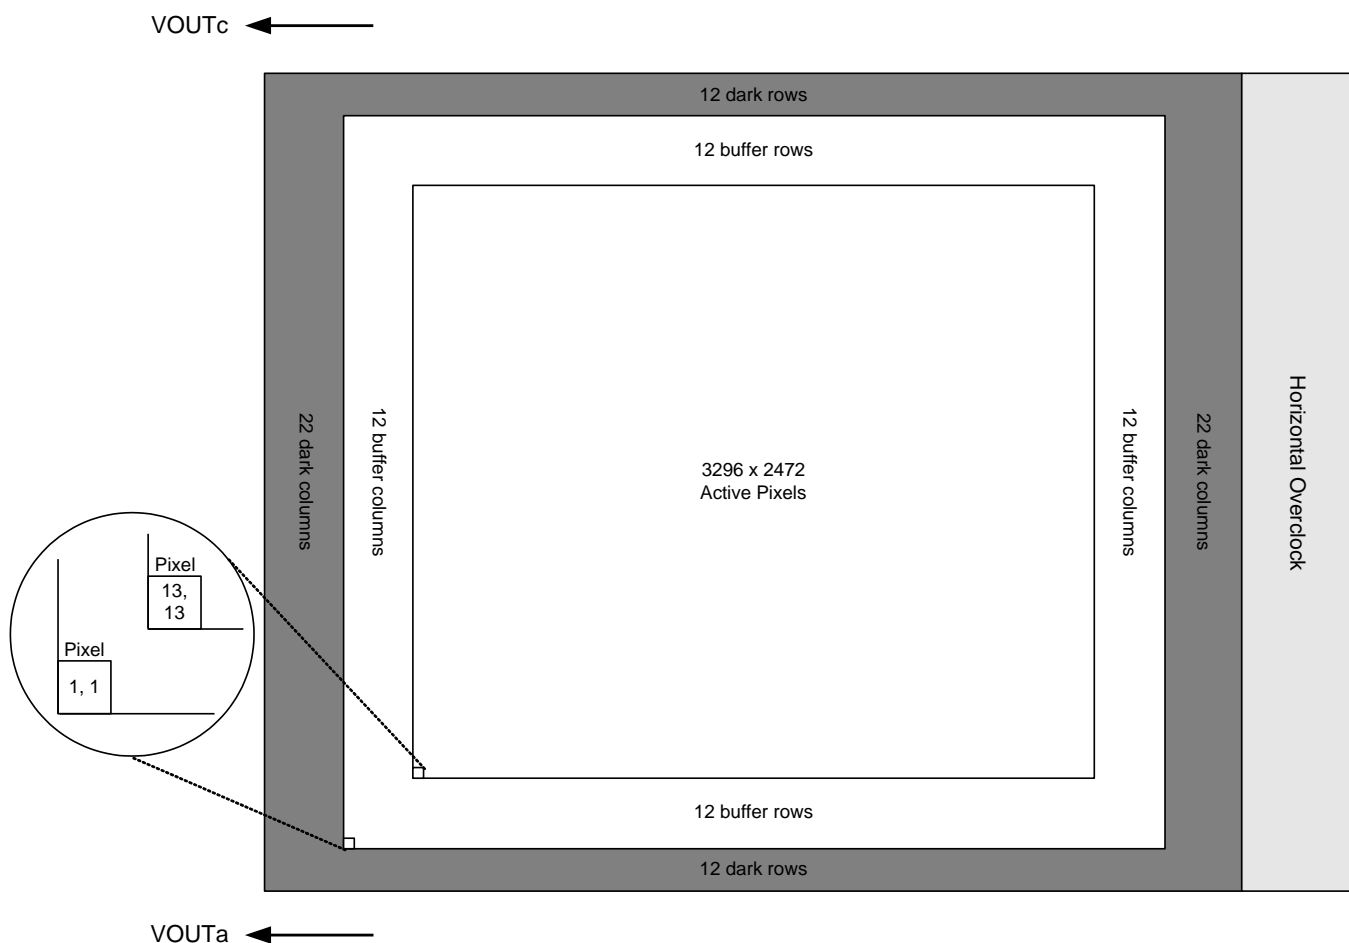 VOUTc
12 dark rows
12 buffer rows
22 dark columns
12 buffer columns
3296 x 2472
Active Pixels
12 buffer columns
22 dark columns
Horizontal Overclock
Pixel
13,
13
Pixel
1, 1
12 buffer rows
12 dark rows
VOUTa